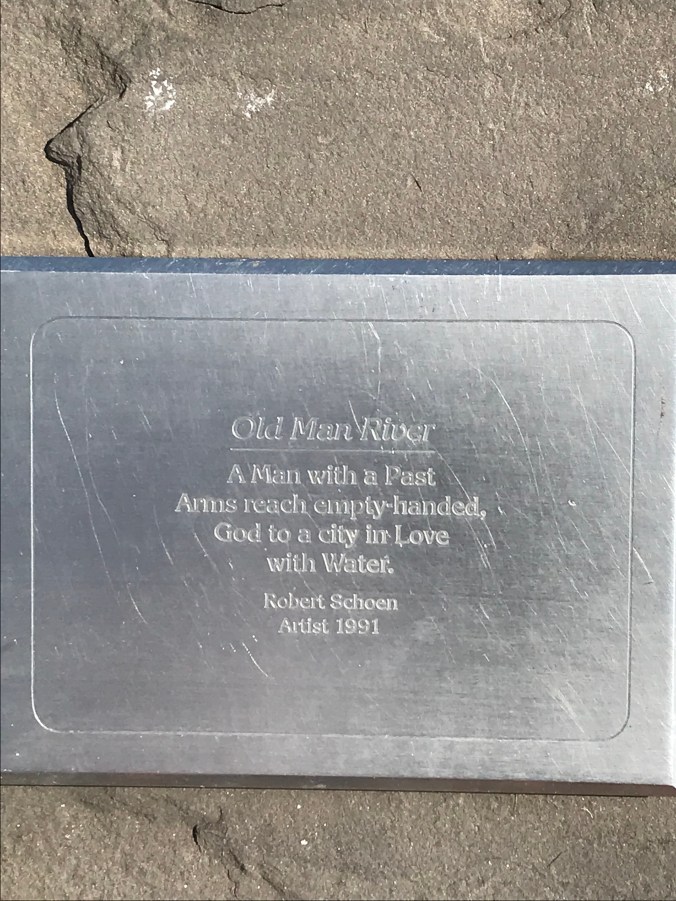 Old Man River
A Man with a Past
Arms reach empty-handed,
God to a city in Love
with Water.
Robert Schoen
Artist 1991